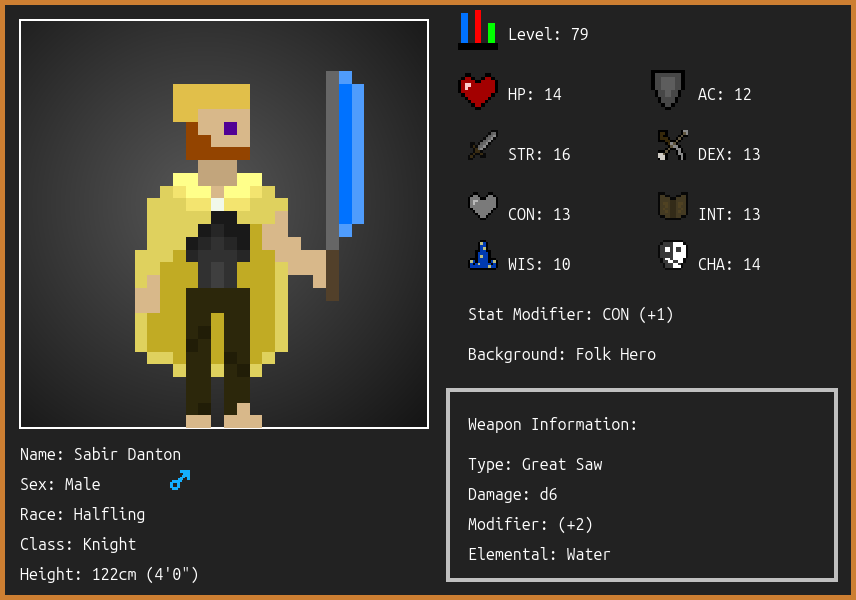 Level: 79
HP: 14
AC: 12
STR: 16
DEX: 13
CON: 13
INT: 13
WIS: 10
CHA: 14
Stat Modifier: CON (+1)
Background: Folk Hero
Weapon Information:
Type: Great Saw
Damage: d6
Modifier: (+2)
Elemental: Water
Name: Sabir Danton
Sex: Male
Race: Halfling
Class: Knight
Height: 122cm (4'0")